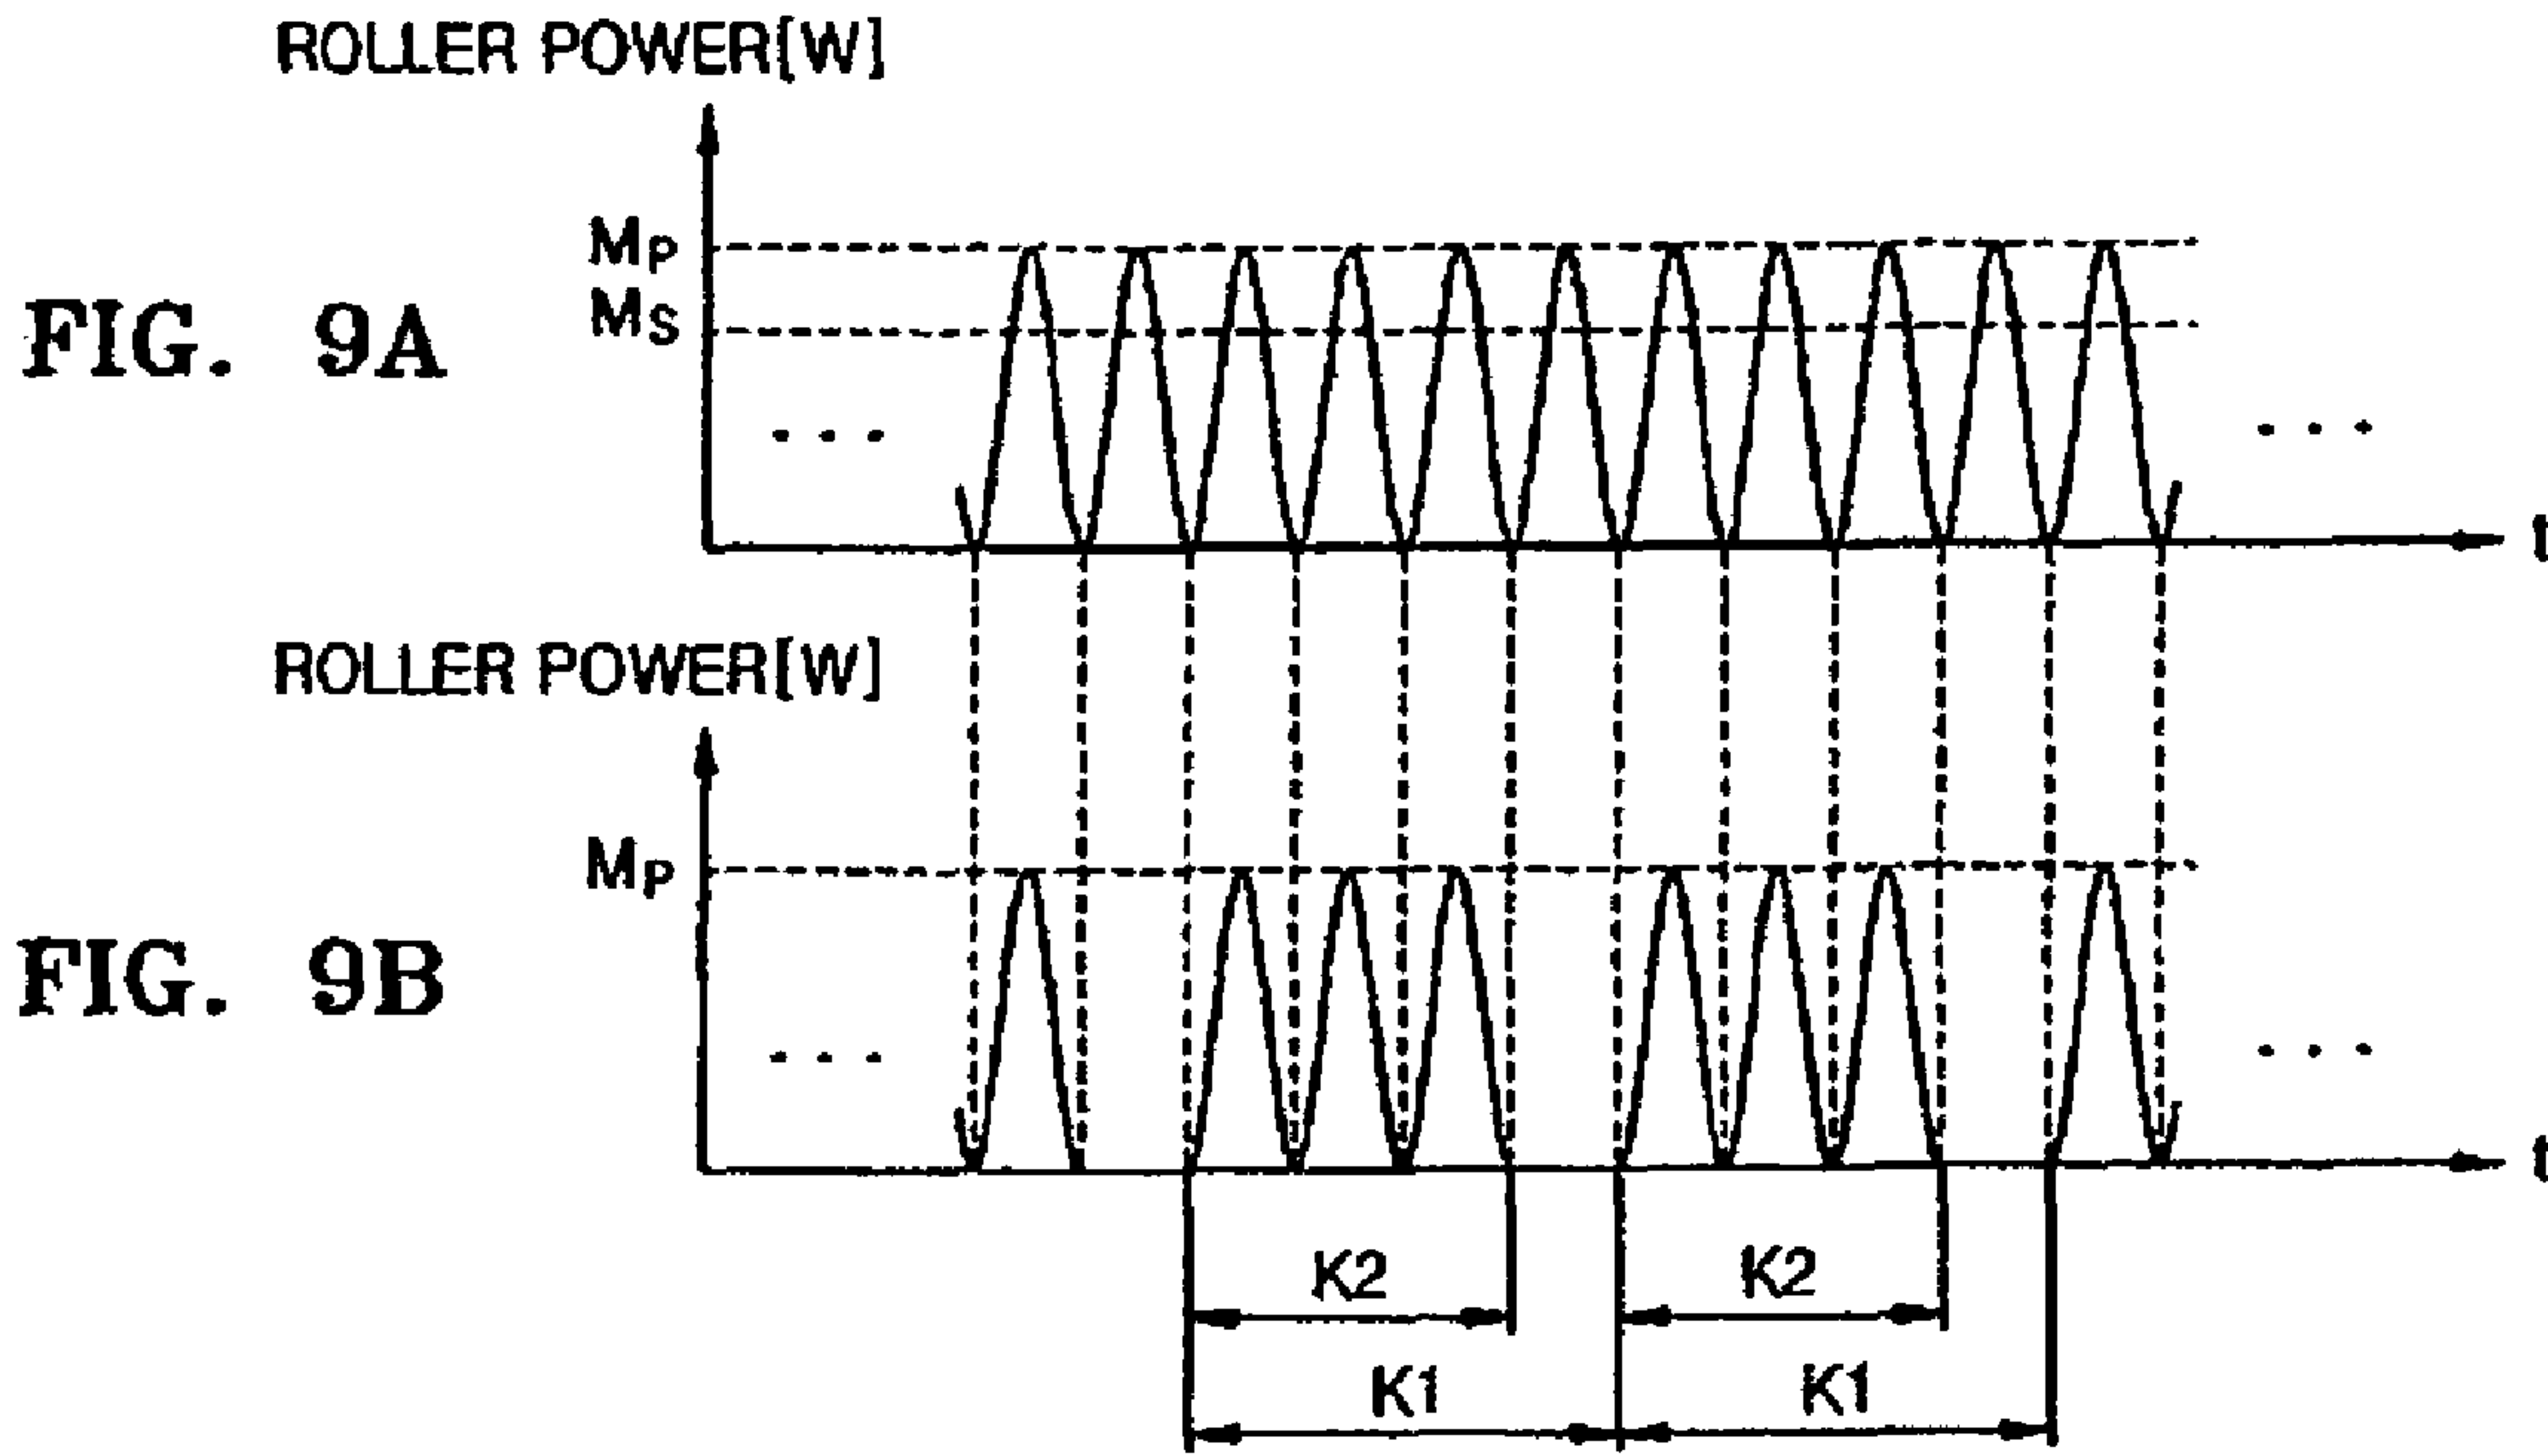 ROLLER POWER[W]
MP
MS
FIG. 9A
. . .
. . .
t
ROLLER POWER[W]
MP
FIG. 9B
. . .
. . .
t
K2
K2
K1
K1